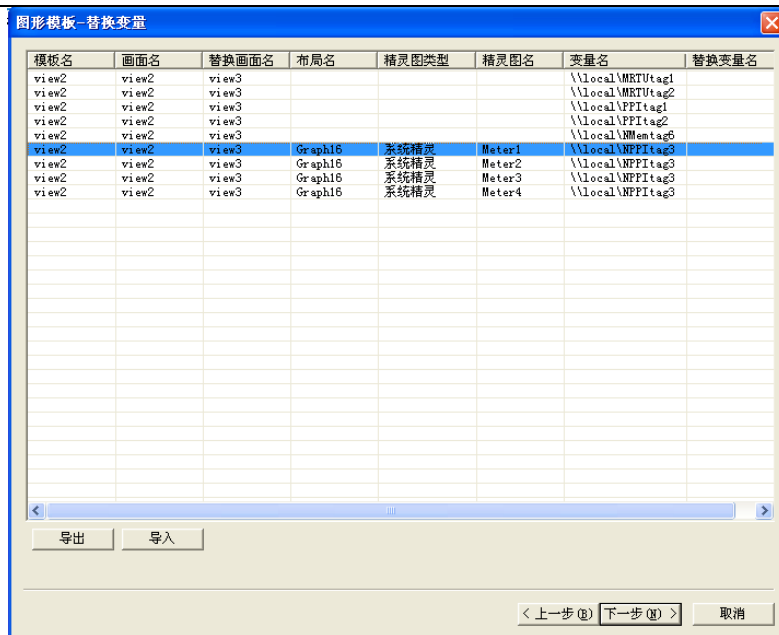 图形模板-替换变量
模板名 画面名 替换画面名 布局名 精灵图类型 精灵图名 变量名 替换变量名
view2 view2 view3 \\local\MRTUtag1
view2 view2 view3 \\local\MRTUtag2
view2 view2 view3 \\local\PPItag1
view2 view2 view3 \\local\PPItag2
view2 view2 view3 \\local\NMemtag6
view2 view2 view3 Graph16 系统精灵 Meter1 \\local\NPPItag3
view2 view2 view3 Graph16 系统精灵 Meter2 \\local\NPPItag3
view2 view2 view3 Graph16 系统精灵 Meter3 \\local\NPPItag3
view2 view2 view3 Graph16 系统精灵 Meter4 \\local\NPPItag3
导出 导入
< 上一步(B) 下一步(N) > 取消